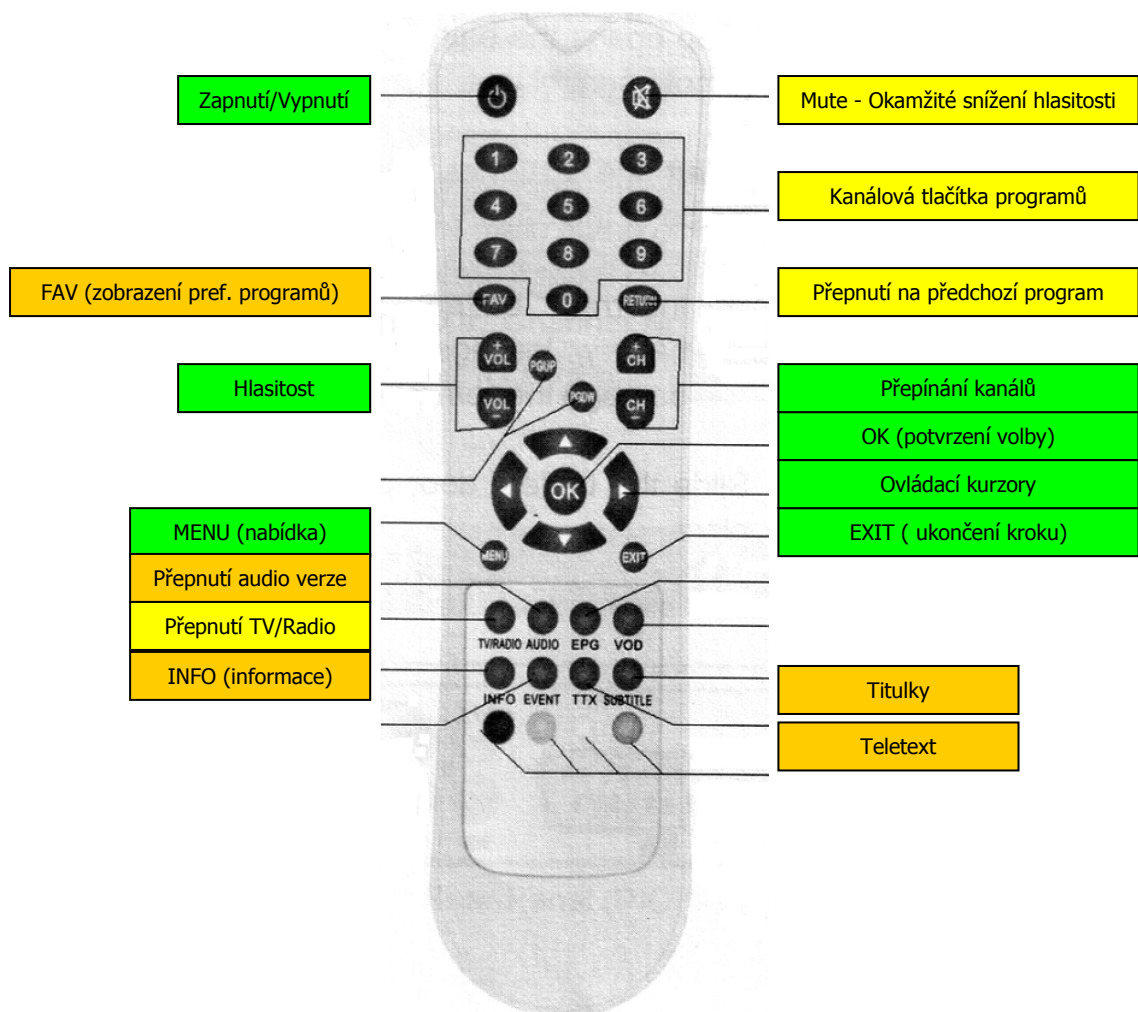 Zapnutí/Vypnutí
Mute - Okamžité snížení hlasitosti
1 2 3
Kanálová tlačítka programů
4 5 6
7 8 9
FAV (zobrazení pref. programů)
FAV 0 RETURN
Přepnutí na předchozí program
+ VOL
PGUP
+ CH
Hlasitost
VOL -
PGDW
CH -
Přepínání kanálů
OK (potvrzení volby)
OK
Ovládací kurzory
MENU (nabídka)
MENU
EXIT
EXIT ( ukončení kroku)
Přepnutí audio verze
Přepnutí TV/Radio
TV/RADIO AUDIO EPG VOD
INFO (informace)
INFO EVENT TTX SUBTITLE
Titulky
Teletext